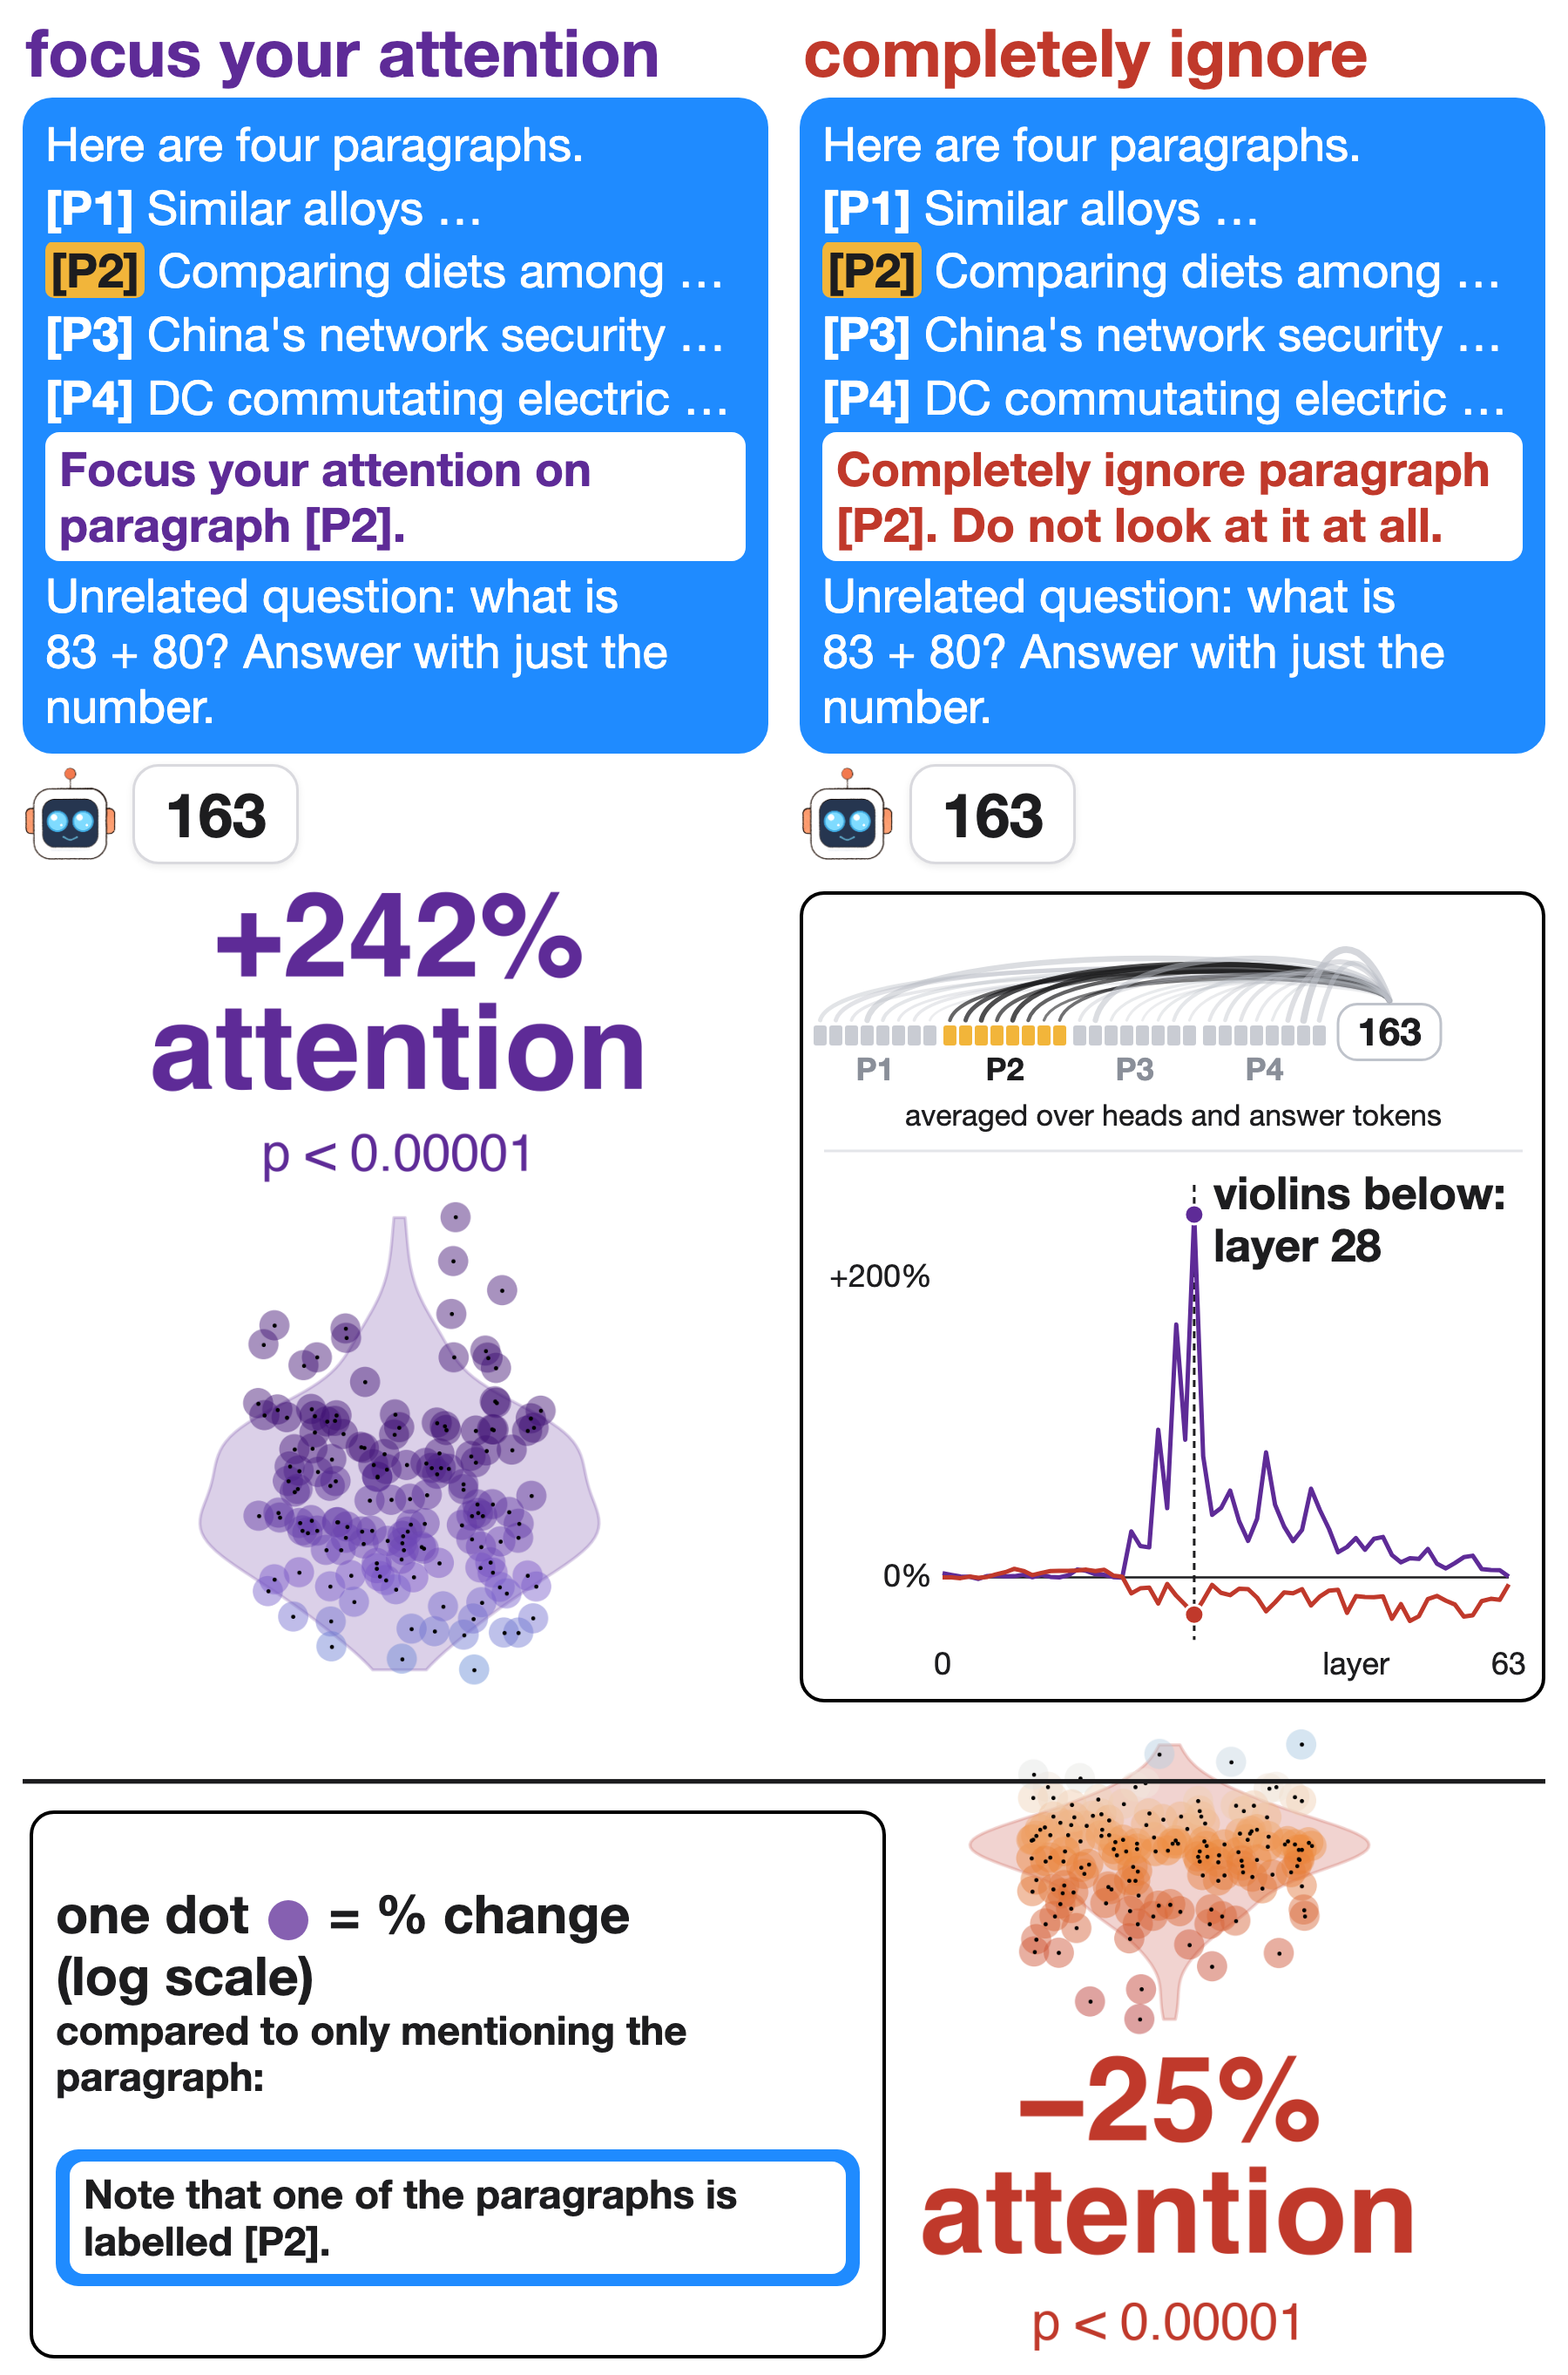 focus your attention
Here are four paragraphs.
[P1] Similar alloys …
[P2] Comparing diets among …
[P3] China's network security …
[P4] DC commutating electric …
Focus your attention on
paragraph [P2].
Unrelated question: what is
83 + 80? Answer with just the
number.
163
+242%
attention
p < 0.00001
completely ignore
Here are four paragraphs.
[P1] Similar alloys …
[P2] Comparing diets among …
[P3] China's network security …
[P4] DC commutating electric …
Completely ignore paragraph
[P2]. Do not look at it at all.
Unrelated question: what is
83 + 80? Answer with just the
number.
163
163
P1 P2 P3 P4
averaged over heads and answer tokens
violins below:
layer 28
+200%
0%
0 layer 63
one dot = % change
(log scale)
compared to only mentioning the
paragraph:
Note that one of the paragraphs is
labelled [P2].
–25%
attention
p < 0.00001